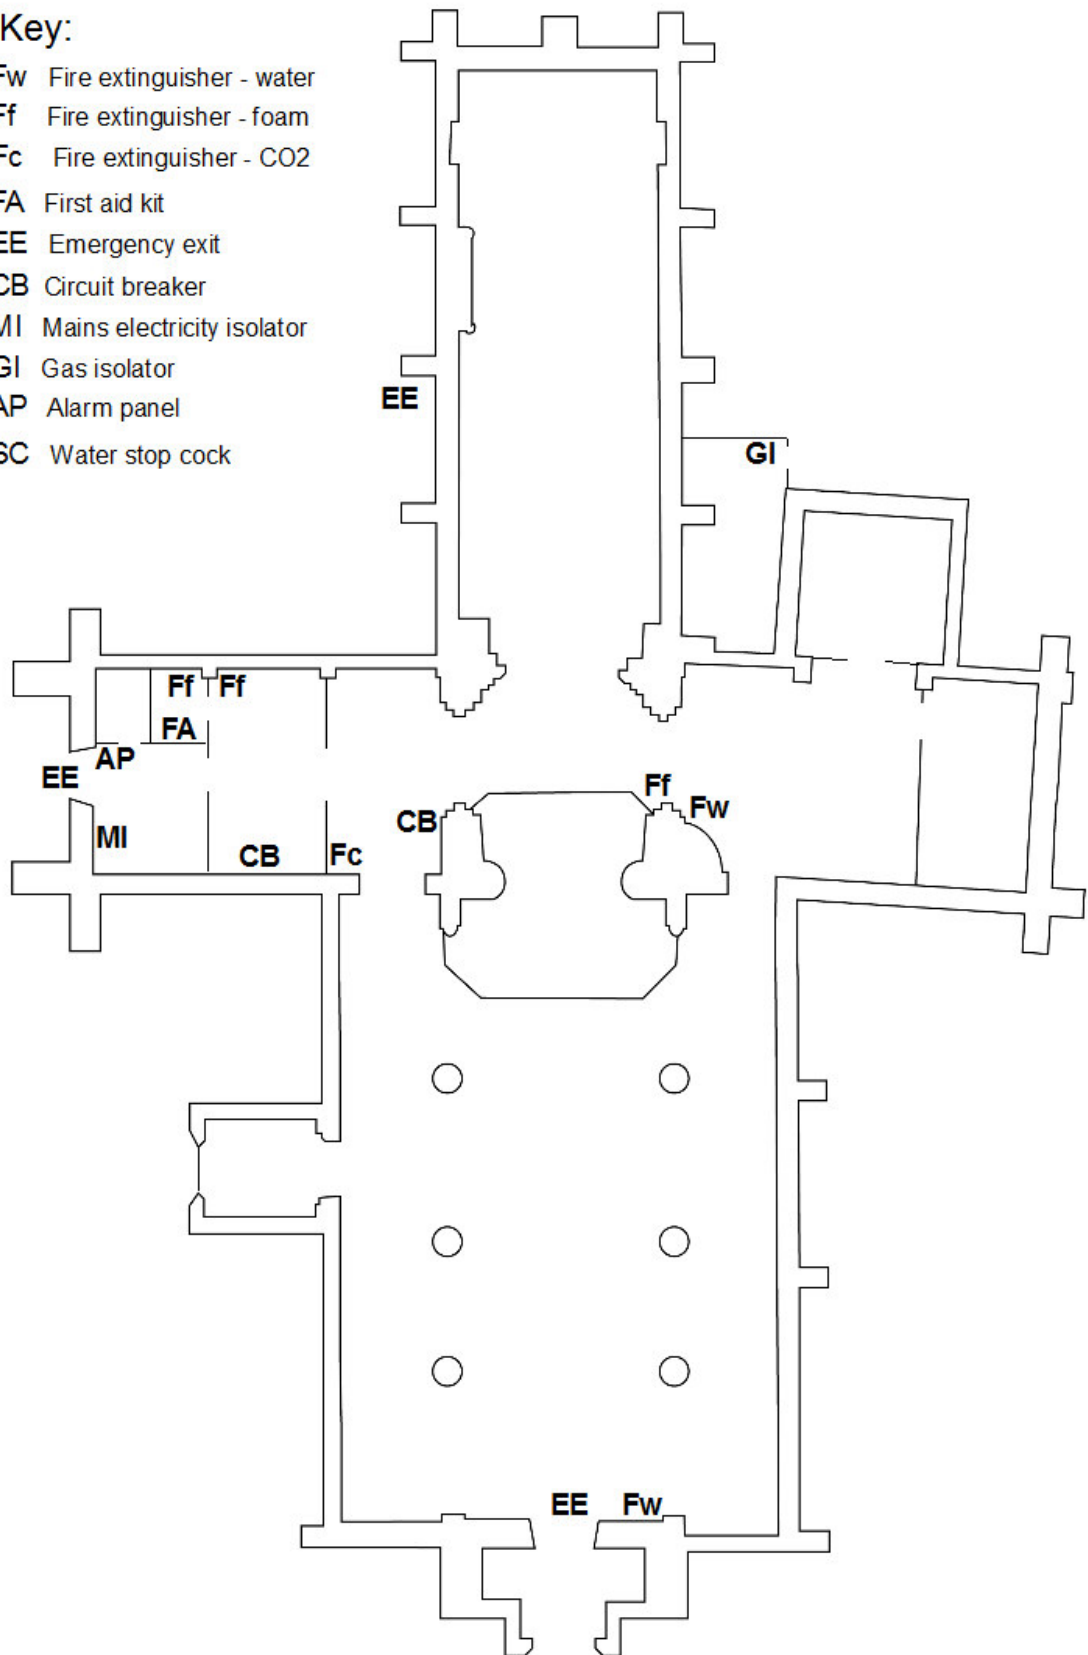 Key:
Fw Fire extinguisher - water
Ff Fire extinguisher - foam
Fc Fire extinguisher - CO2
FA First aid kit
EE Emergency exit
CB Circuit breaker
MI Mains electricity isolator
GI Gas isolator
AP Alarm panel
SC Water stop cock
EE
GI
Ff Ff
FA
AP
EE
Ff
Fw
CB
MI
CB
Fc
EE Fw